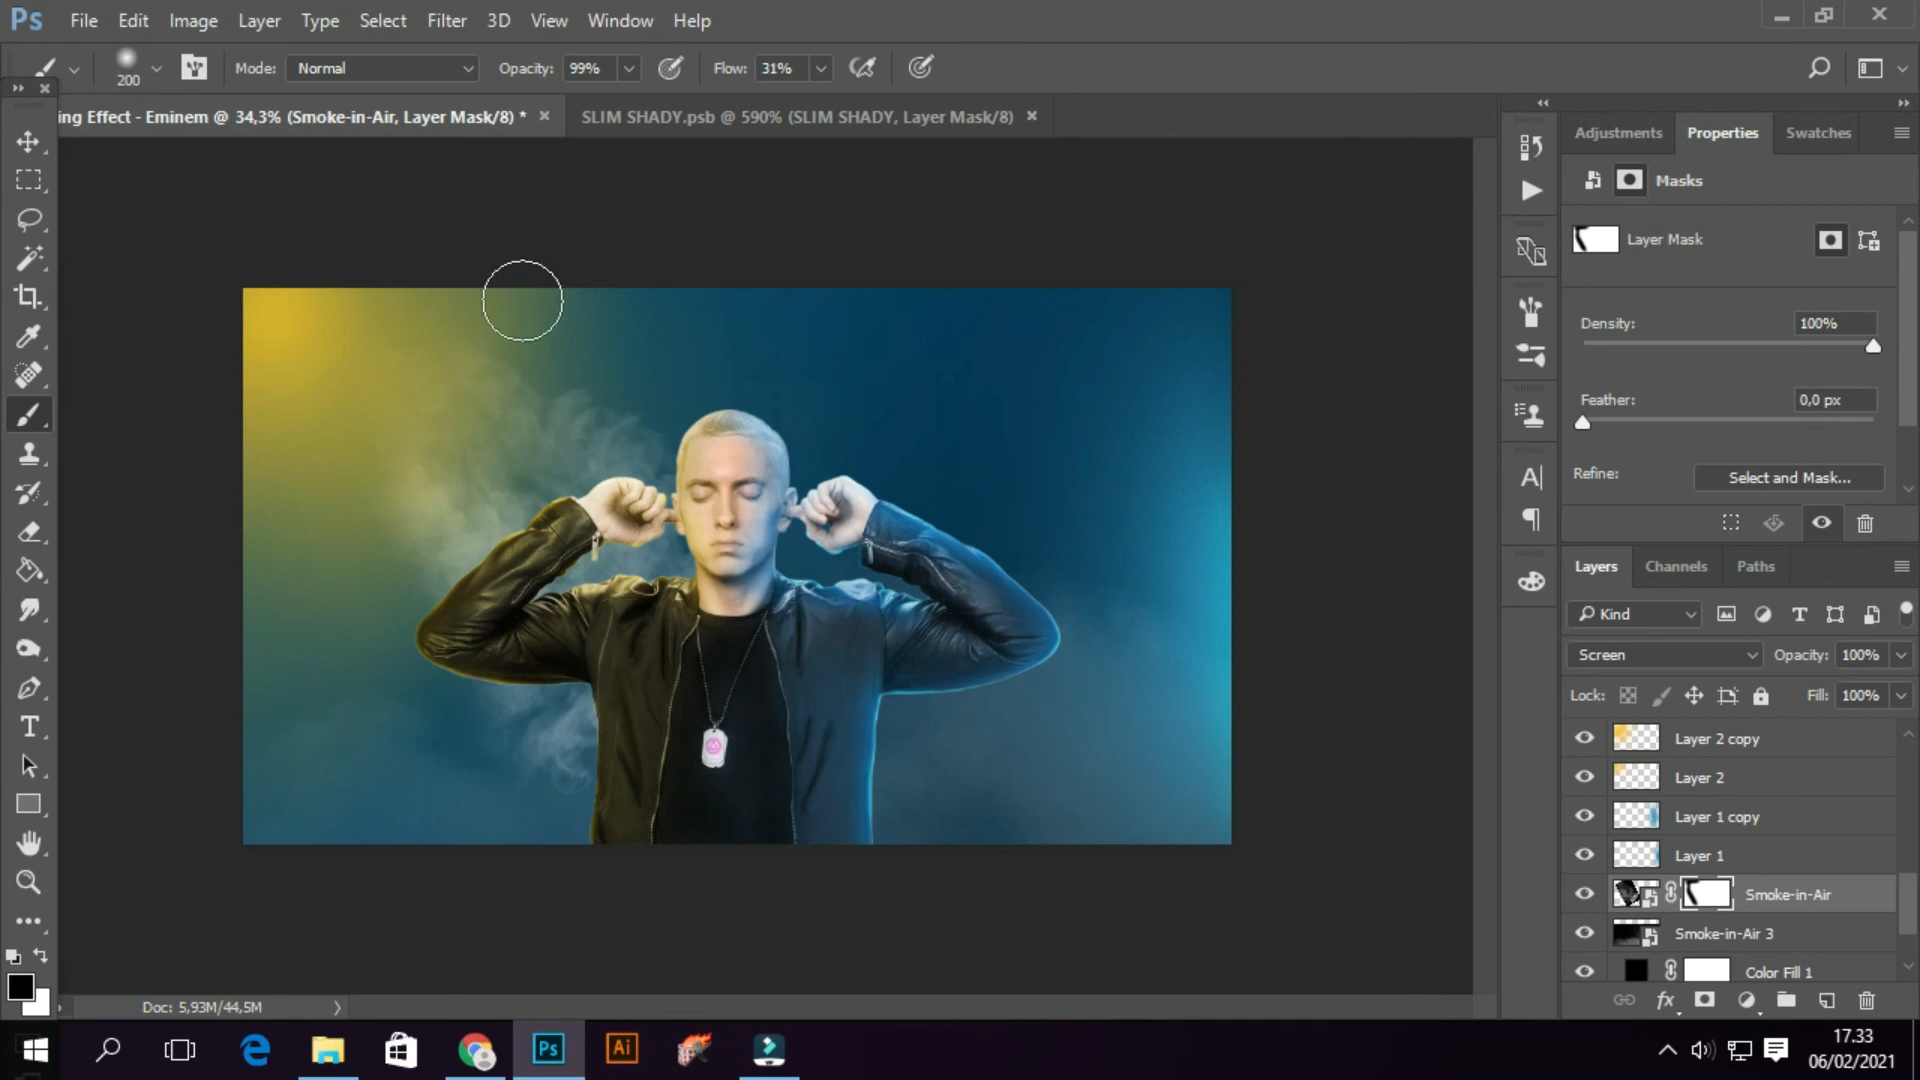 Ps File Edit Image Layer Type Select Filter 3D View Window Help
200 Mode: Normal Opacity: 99% Flow: 31%
ing Effect - Eminem @ 34,3% (Smoke-in-Air, Layer Mask/8) * SLIM SHADY.psb @ 590% (SLIM SHADY, Layer Mask/8)
Adjustments Properties Swatches
Masks
Layer Mask
Density: 100%
Feather: 0,0 px
Refine: Select and Mask...
Layers Channels Paths
Kind
Screen Opacity: 100%
Lock: Fill: 100%
Layer 2 copy
Layer 2
Layer 1 copy
Layer 1
Smoke-in-Air
Smoke-in-Air 3
Color Fill 1
fx
Doc: 5,93M/44,5M
Ps Ai
17.33
06/02/2021